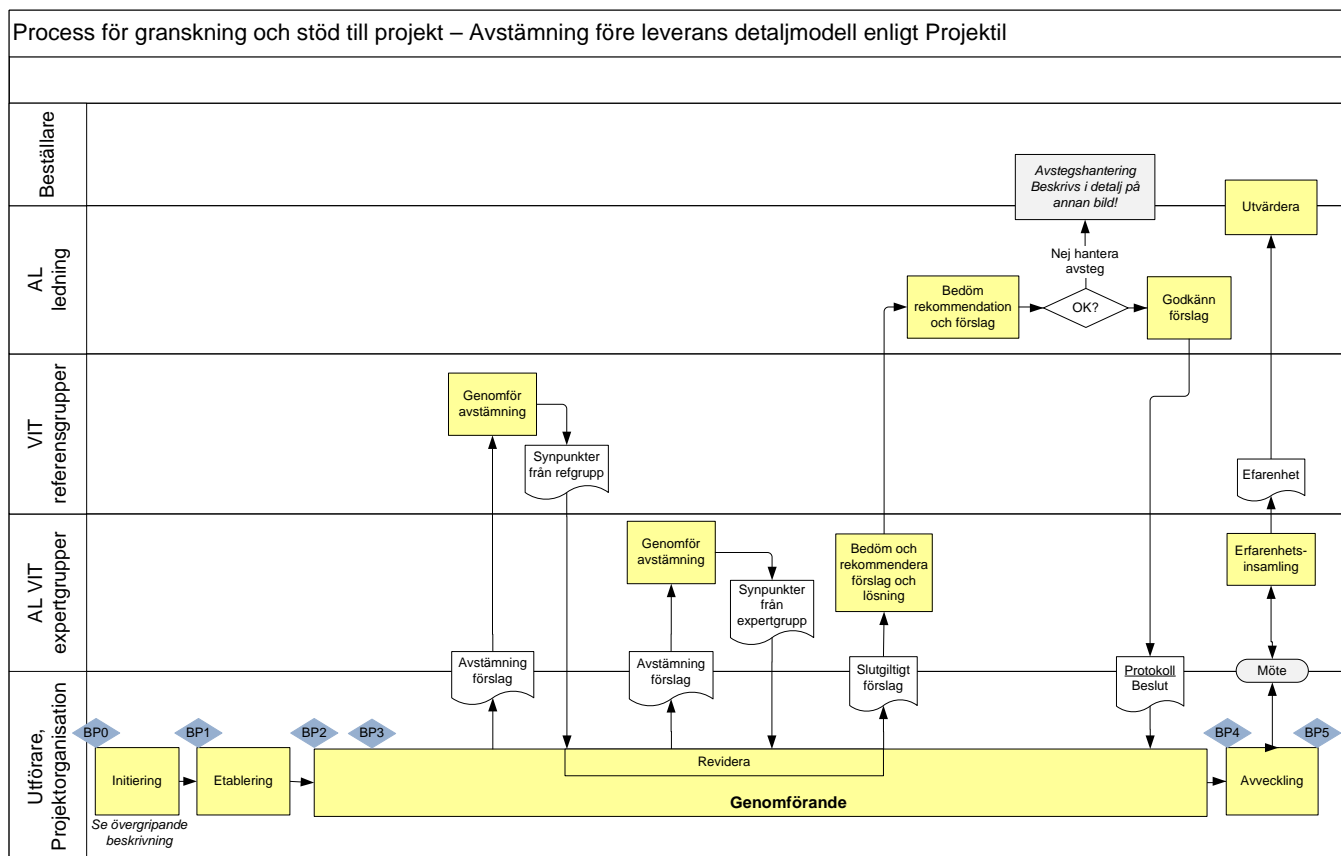 Process för granskning och stöd till projekt – Avstämning före leverans detaljmodell enligt Projektil
Beställare
Avstegshantering
Beskrivs i detalj på
annan bild!
Utvärdera
AL
ledning
Nej hantera
avsteg
Bedöm
rekommendation
och förslag
OK?
Godkänn
förslag
VIT
referensgrupper
Genomför
avstämning
Synpunkter
från refgrupp
Efarenhet
AL VIT
expertgrupper
Genomför
avstämning
Synpunkter
från
expertgrupp
Bedöm och
rekommendera
förslag och
lösning
Erfarenhets-
insamling
Utförare,
Projektorganisation
Avstämning
förslag
Avstämning
förslag
Slutgiltigt
förslag
Protokoll
Beslut
Möte
BP0
BP1
BP2
BP3
BP4
BP5
Initiering
Etablering
Revidera
Genomförande
Avveckling
Se övergripande
beskrivning